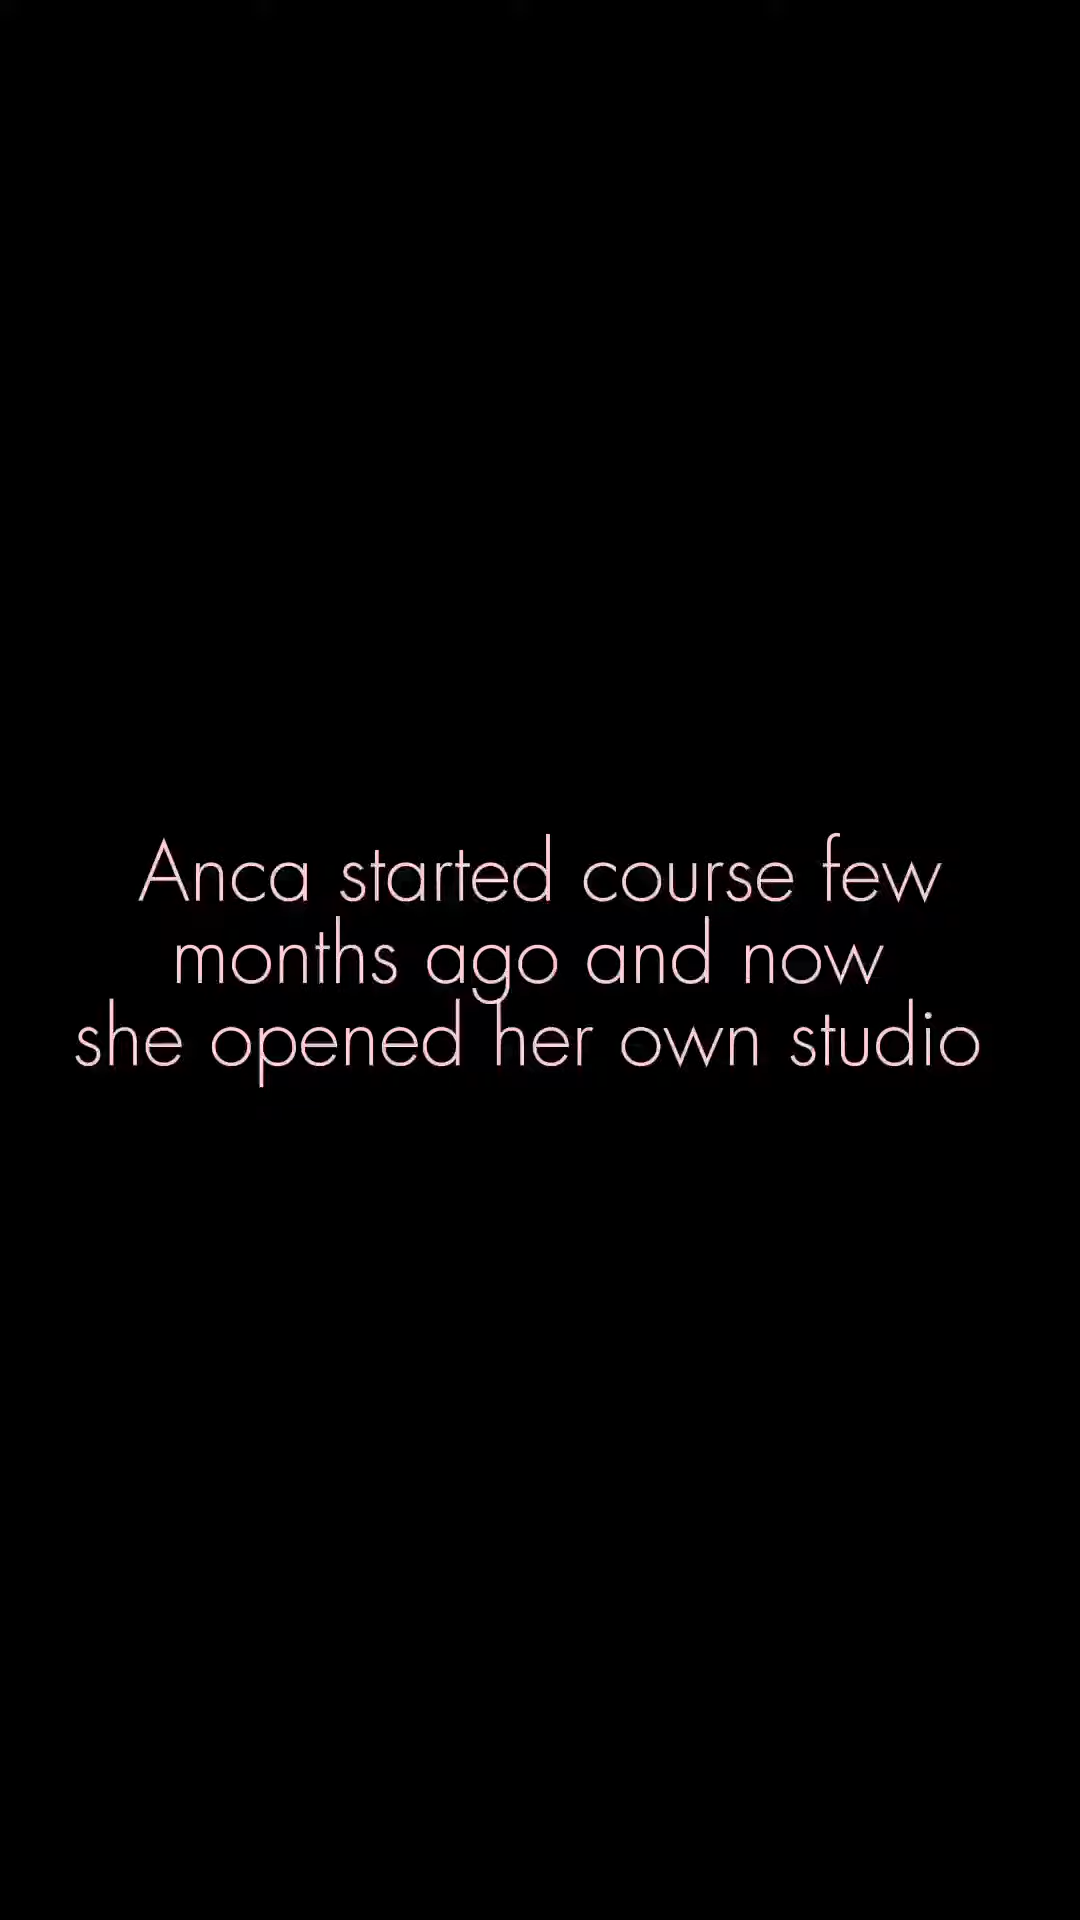 Anca started course few
months ago and now
she opened her own studio